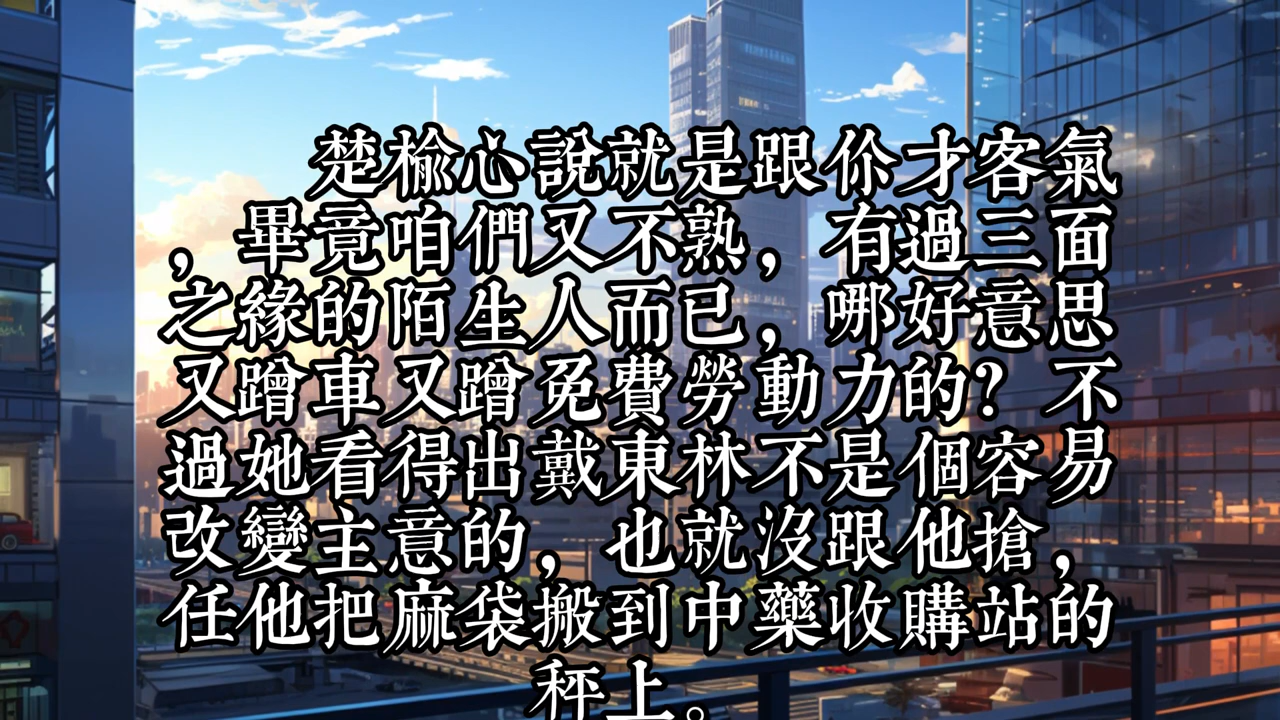 楚榆心說就是跟你才客氣
，畢竟咱們又不熟，有過三面
之緣的陌生人而已，哪好意思
又蹭車又蹭免費勞動力的？不
過她看得出戴東林不是個容易
改變主意的，也就沒跟他搶，
任他把麻袋搬到中藥收購站的
秤上。